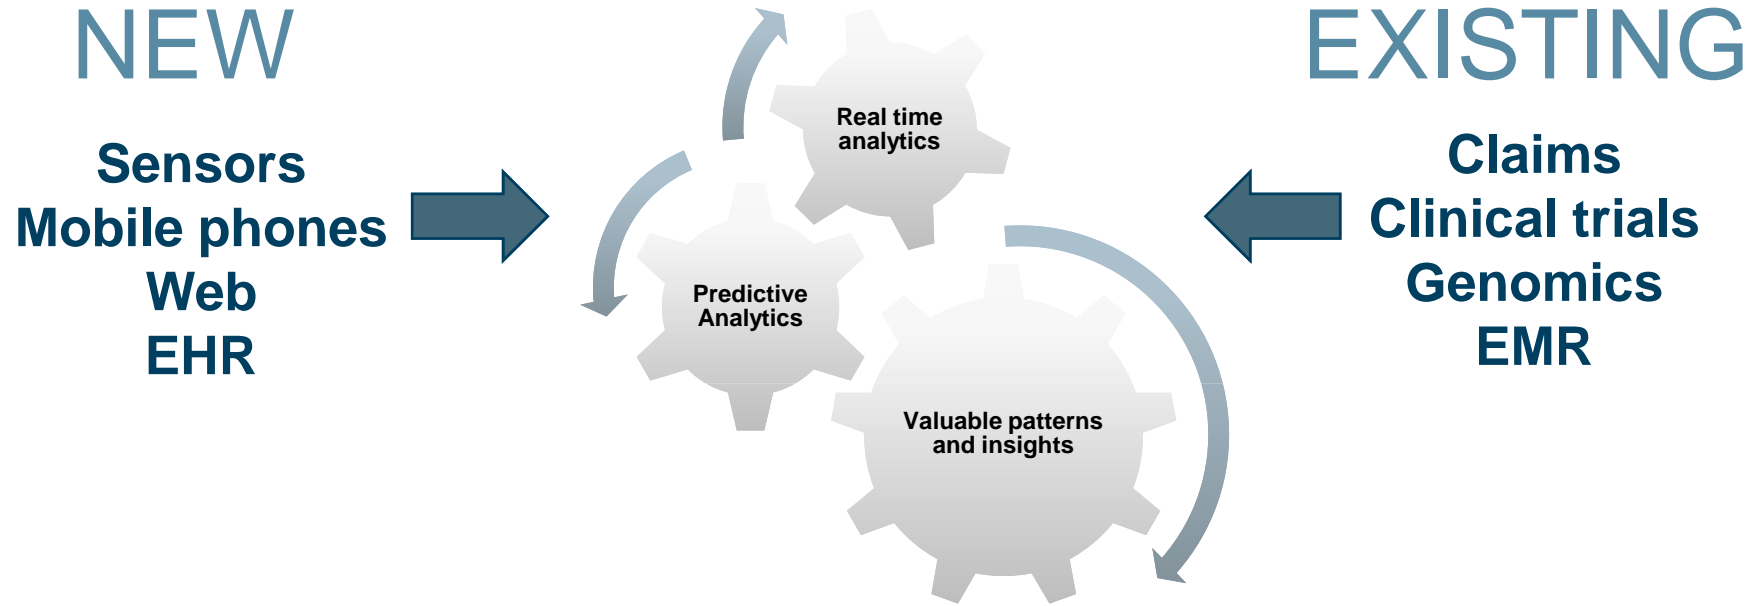 NEW
Sensors
Mobile phones
Web
EHR
Real time
analytics
Predictive
Analytics
Valuable patterns
and insights
EXISTING
Claims
Clinical trials
Genomics
EMR